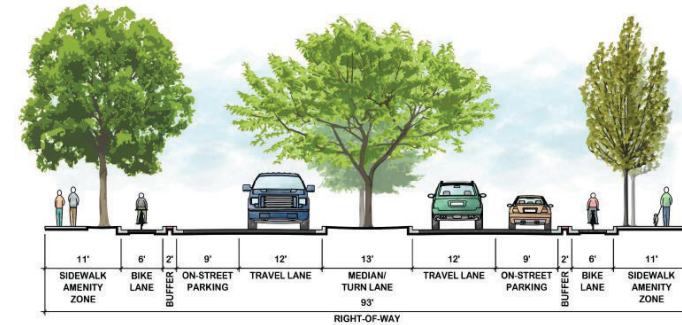 11' 6' 2' 9' 12' 13' 12' 9' 2' 6' 11'
SIDEWALK AMENITY ZONE
BIKE LANE
BUFFER
ON-STREET PARKING
TRAVEL LANE
MEDIAN/ TURN LANE
TRAVEL LANE
ON-STREET PARKING
BUFFER
BIKE LANE
SIDEWALK AMENITY ZONE
93'
RIGHT-OF-WAY